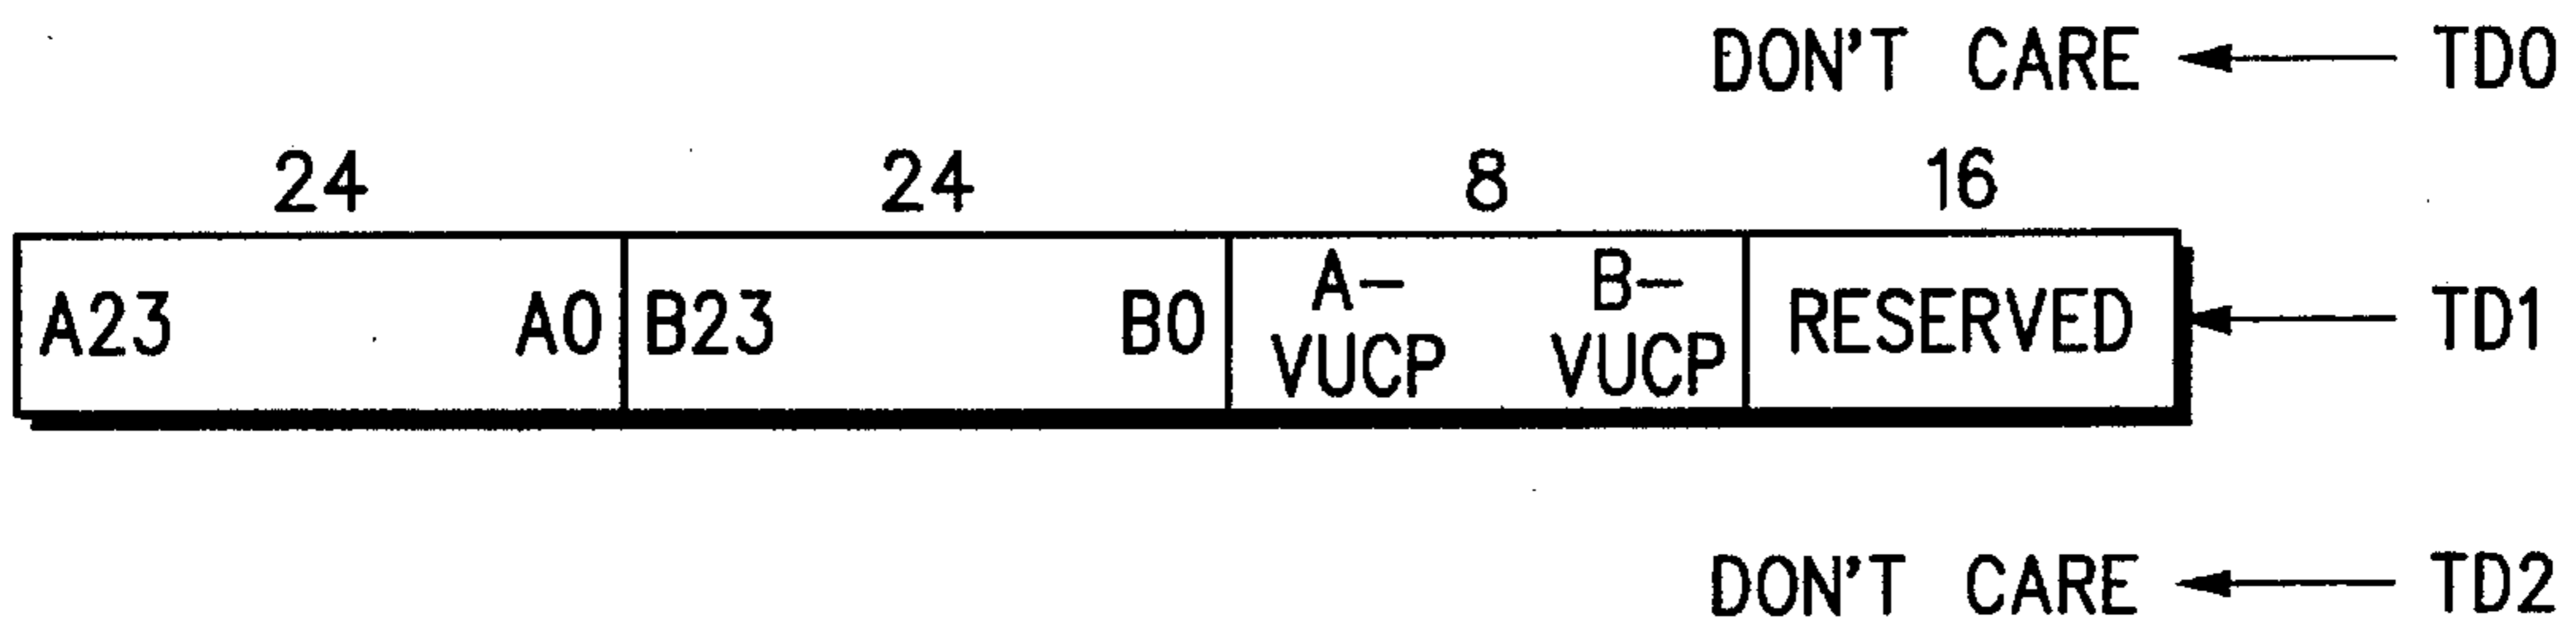 DON'T CARE TD0
24 24 8 16
A23 A0 B23 B0 A-VUCP B-VUCP RESERVED TD1
DON'T CARE TD2